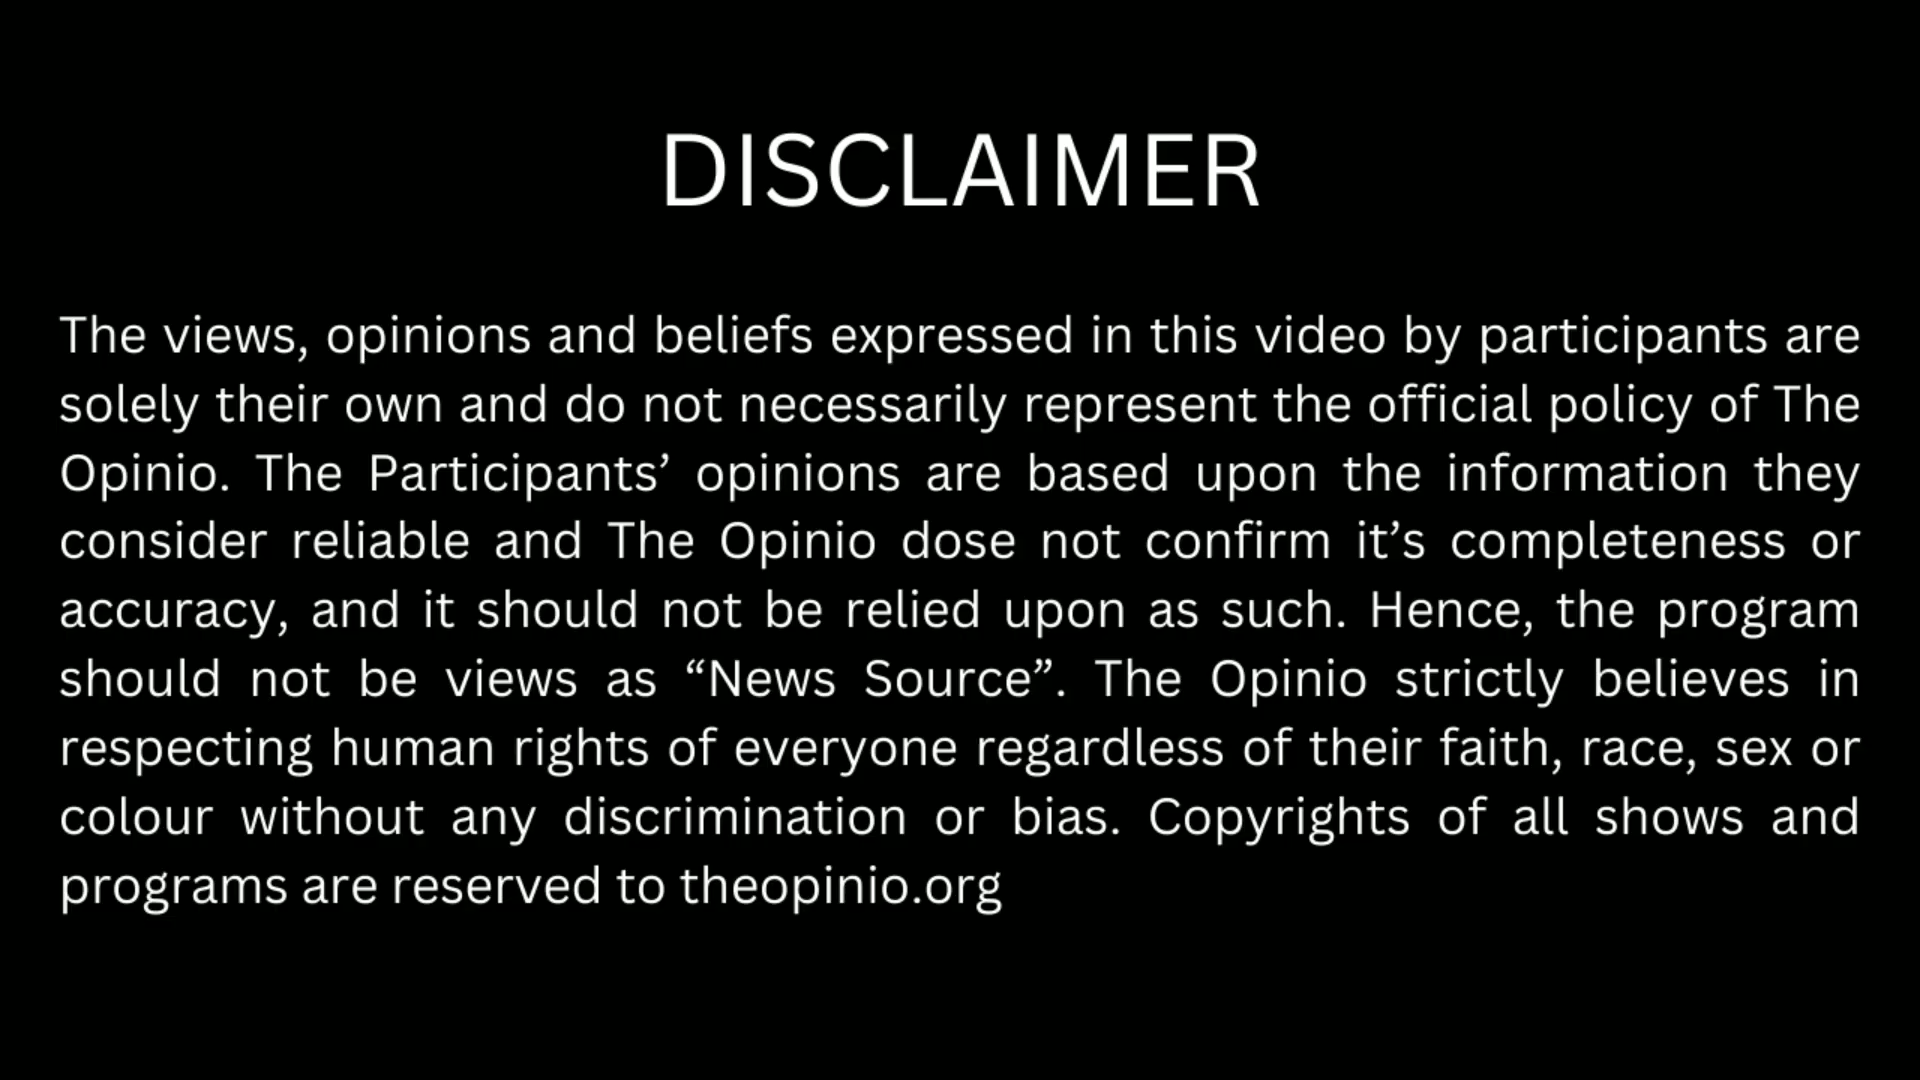 DISCLAIMER
The views, opinions and beliefs expressed in this video by participants are
solely their own and do not necessarily represent the official policy of The
Opinio. The Participants’ opinions are based upon the information they
consider reliable and The Opinio dose not confirm it’s completeness or
accuracy, and it should not be relied upon as such. Hence, the program
should not be views as “News Source”. The Opinio strictly believes in
respecting human rights of everyone regardless of their faith, race, sex or
colour without any discrimination or bias. Copyrights of all shows and
programs are reserved to theopinio.org